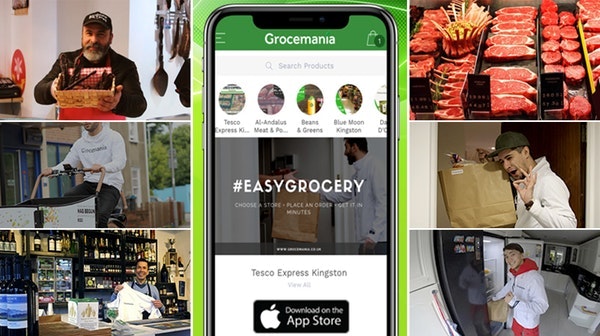 Grocemania
1
Search Products
Tesco
Express Ki...
Al-Andalus
Meat & Po...
Beans
& Greens
Blue Moon
Kingston
Da
D'C
#EASYGROCERY
CHOOSE A STORE • PLACE AN ORDER • GET IT IN
MINUTES
WWW.GROCEMANIA.CO.UK
Tesco Express Kingston
View All
Download on the
App Store
Grocemania